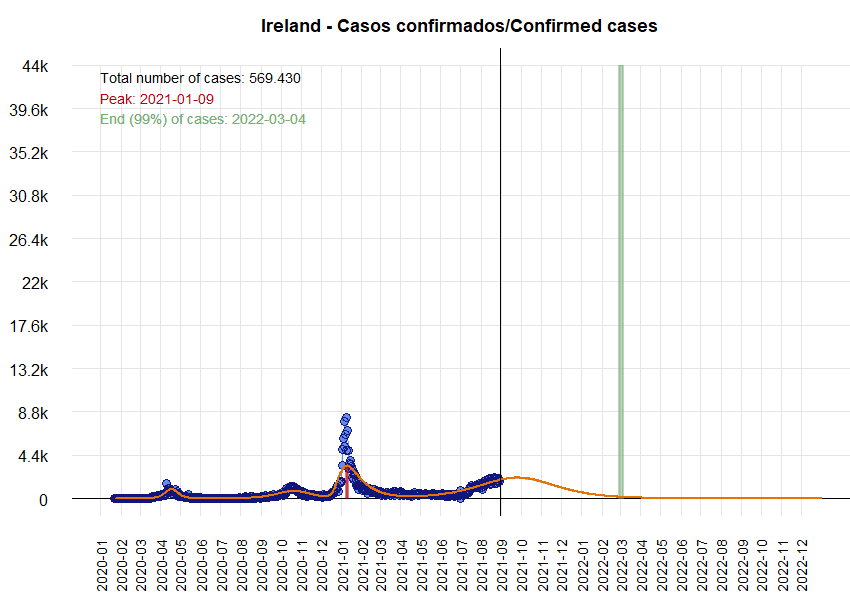 Ireland - Casos confirmados/Confirmed cases
Total number of cases: 569.430
Peak: 2021-01-09
End (99%) of cases: 2022-03-04
44k
39.6k
35.2k
30.8k
26.4k
22k
17.6k
13.2k
8.8k
4.4k
0
2020-01
2020-02
2020-03
2020-04
2020-05
2020-06
2020-07
2020-08
2020-09
2020-10
2020-11
2020-12
2021-01
2021-02
2021-03
2021-04
2021-05
2021-06
2021-07
2021-08
2021-09
2021-10
2021-11
2021-12
2022-01
2022-02
2022-03
2022-04
2022-05
2022-06
2022-07
2022-08
2022-09
2022-10
2022-11
2022-12